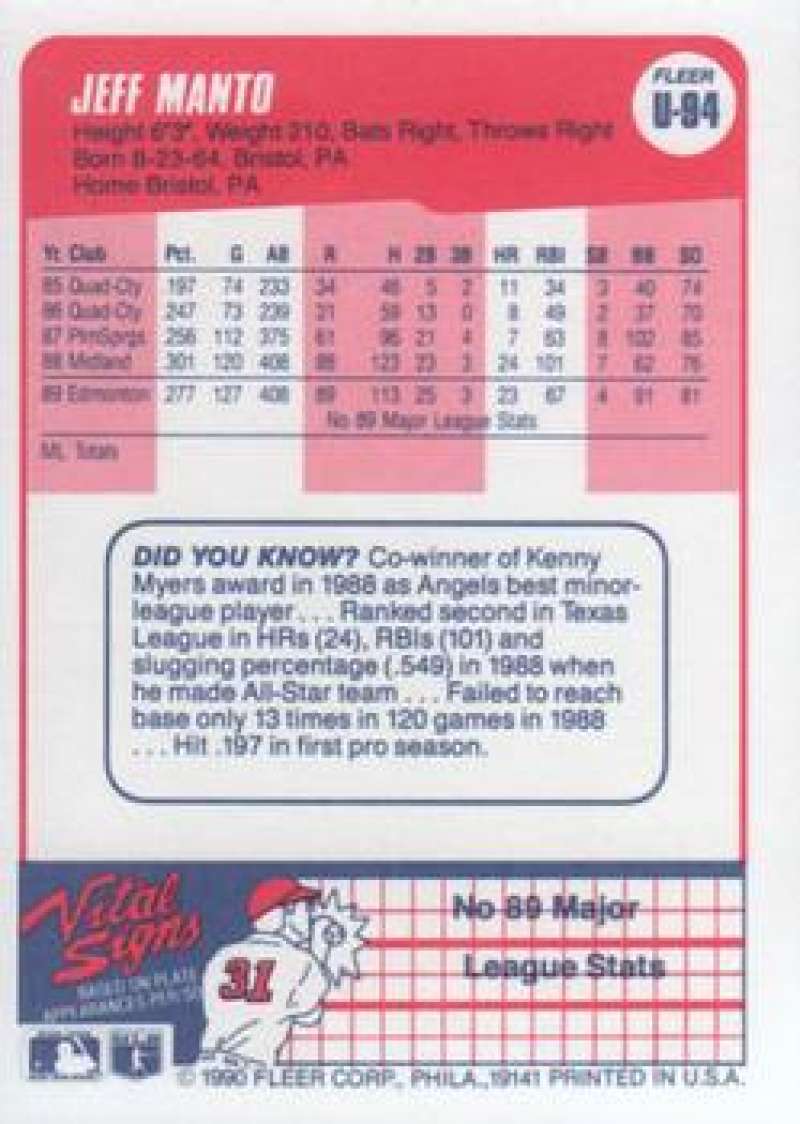 JEFF MANTO
FLEER
U-94
Height 6'3", Weight 210, Bats Right, Throws Right
Born 8-23-64, Bristol, PA
Home Bristol, PA
Yr Club Pct. G AB R H 2B 3B HR RBI SB BB SO
85 Quad-Cty 197 74 233 34 46 5 2 11 34 3 40 74
86 Quad-Cty 247 73 239 31 59 13 0 8 49 2 37 70
87 PlmSprgs 256 112 375 61 96 21 4 7 63 8 102 85
88 Midland 301 120 408 88 123 23 3 24 101 7 62 76
89 Edmonton 277 127 408 89 113 25 3 23 67 4 91 81
No 89 Major League Stats
ML Totals
DID YOU KNOW? Co-winner of Kenny
Myers award in 1988 as Angels best minor-
league player . . . Ranked second in Texas
League in HRs (24), RBIs (101) and
slugging percentage (.549) in 1988 when
he made All-Star team . . . Failed to reach
base only 13 times in 120 games in 1988
. . . Hit .197 in first pro season.
Vital
Signs
BASED ON PLATE
APPEARANCES PER
31
No 89 Major
League Stats
© 1990 FLEER CORP., PHILA., 19141 PRINTED IN U.S.A.